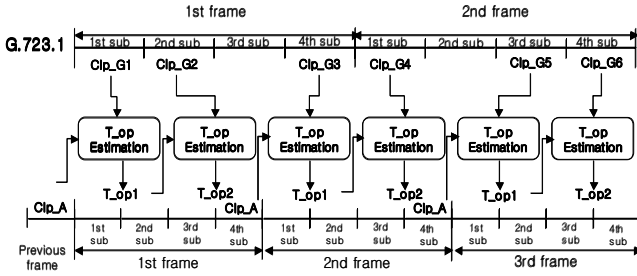 1st frame 2nd frame
G.723.1
1st sub 2nd sub 3rd sub 4th sub 1st sub 2nd sub 3rd sub 4th sub
Clp_G1 Clp_G2 Clp_G3 Clp_G4 Clp_G5 Clp_G6
T_op Estimation T_op Estimation T_op Estimation T_op Estimation T_op Estimation T_op Estimation
T_op1 T_op2 T_op1 T_op2 T_op1 T_op2
Clp_A Clp_A Clp_A
1st sub 2nd sub 3rd sub 4th sub 1st sub 2nd sub 3rd sub 4th sub 1st sub 2nd sub 3rd sub 4th sub
Previous frame
1st frame 2nd frame 3rd frame